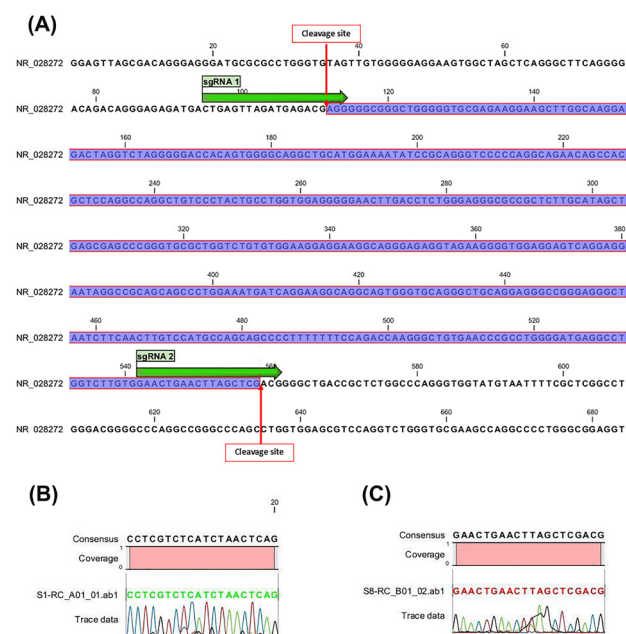 (A)
Cleavage site
20 40 60
NR_028272 GGAGTTAGCGACAGGGAGGGATGCGCGCCTGGGTGTAGTTGTGGGGGAGGAAGTGGCTAGCTCAGGGCTTCAGGGG
80 sgRNA 1 100 120 140
NR_028272 ACAGACAGGGAGAGATGACTGAGTTAGATGAGACGAGGGGGCGGGCTGGGGGTGCGAGAAGGAAGCTTGGCAAGGA
160 180 200 220
NR_028272 GACTAGGTCTAGGGGGACCACAGTGGGGCAGGCTGCATGGAAAATATCCGCAGGGTCCCCCAGGCAGAACAGCCAC
240 260 280 300
NR_028272 GCTCCAGGCCAGGCTGTCCCTACTGCCTGGTGGAGGGGGAACTTGACCTCTGGGAGGGCGCCGCTCTTGCATAGCT
320 340 360 380
NR_028272 GAGCGAGCCCGGGTGCGCTGGTCTGTGTGGAAGGAGGAAGGCAGGGAGAGGTAGAAGGGGTGGAGGAGTCAGGAGG
400 420 440
NR_028272 AATAGGCCGCAGCAGCCCTGGAAATGATCAGGAAGGCAGGCAGTGGGTGCAGGGCTGCAGGAGGGCCGGGAGGGCT
460 480 500 520
NR_028272 AATCTTCAACTTGTCCATGCCAGCAGCCCCTTTTTTTCCAGACCAAGGGCTGTGAACCCGCCTGGGGATGAGGCCT
540 sgRNA 2 560 580 600
NR_028272 GGTCTTGTGGAACTGAACTTAGCTCGACGGGGCTGACCGCTCTGGCCCAGGGTGGTATGTAATTTTCGCTCGGCCT
620 640 660 680
NR_028272 GGGACGGGGCCCAGGCCGGGCCCAGCCTGGTGGAGCGTCCAGGTCTGGGTGCGAAGCCAGGCCCCTGGGCGGAGGT
Cleavage site
(B)
20
Consensus CCTCGTCTCATCTAACTCAG
1
Coverage
0
S1-RC_A01_01.ab1 CCTCGTCTCATCTAACTCAG
Trace data
(C)
Consensus GAACTGAACTTAGCTCGACG
1
Coverage
0
S8-RC_B01_02.ab1 GAACTGAACTTAGCTCGACG
Trace data